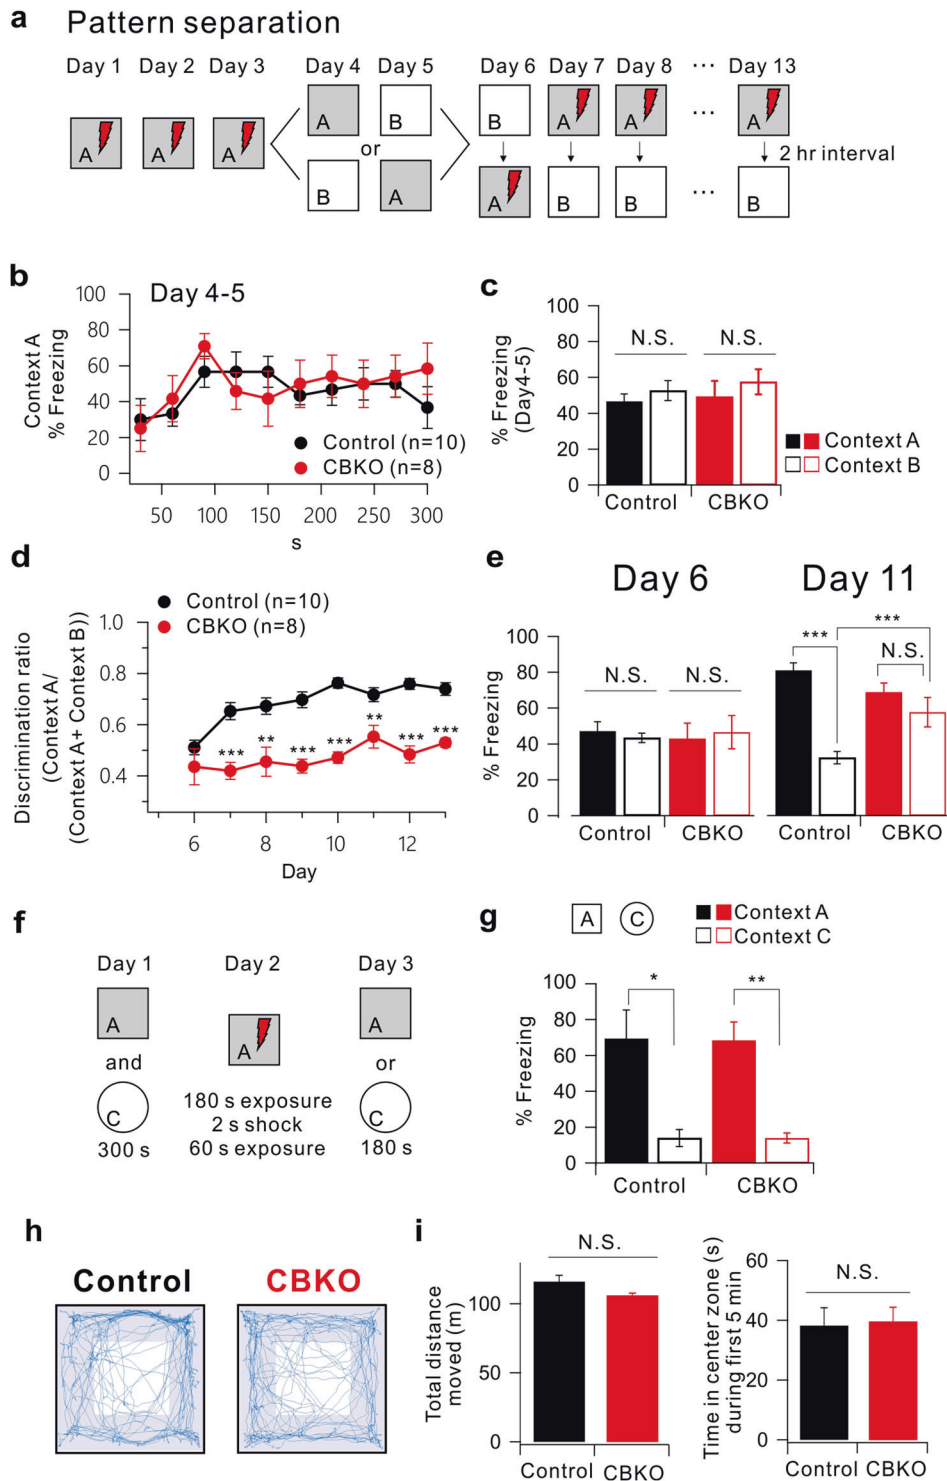 a Pattern separation
Day 1 Day 2 Day 3 Day 4 Day 5 Day 6 Day 7 Day 8 ... Day 13
A A A A B B A A ... A
or
2 hr interval
B A A B B ... B
b
Day 4-5
Context A
% Freezing
100
80
60
40
20
0
Control (n=10)
CBKO (n=8)
50 100 150 200 250 300
s
c
% Freezing
(Day4-5)
100
80
60
40
20
0
N.S. N.S.
Context A
Context B
Control CBKO
d
Control (n=10)
CBKO (n=8)
Discrimination ratio
(Context A/
(Context A+ Context B))
1.0
0.8
0.6
0.4
*** ** *** *** ** *** ***
6 8 10 12
Day
e
Day 6 Day 11
% Freezing
100
80
60
40
20
0
N.S. N.S.
*** ***
N.S.
Control CBKO Control CBKO
f
Day 1 Day 2 Day 3
A A A
and or
C C
300 s
180 s exposure
2 s shock
60 s exposure
180 s
g
A C
Context A
Context C
% Freezing
100
80
60
40
20
0
* **
Control CBKO
h
Control CBKO
i
Total distance
moved (m)
100
50
0
N.S.
Control CBKO
Time in center zone (s)
during first 5 min
60
40
20
0
N.S.
Control CBKO